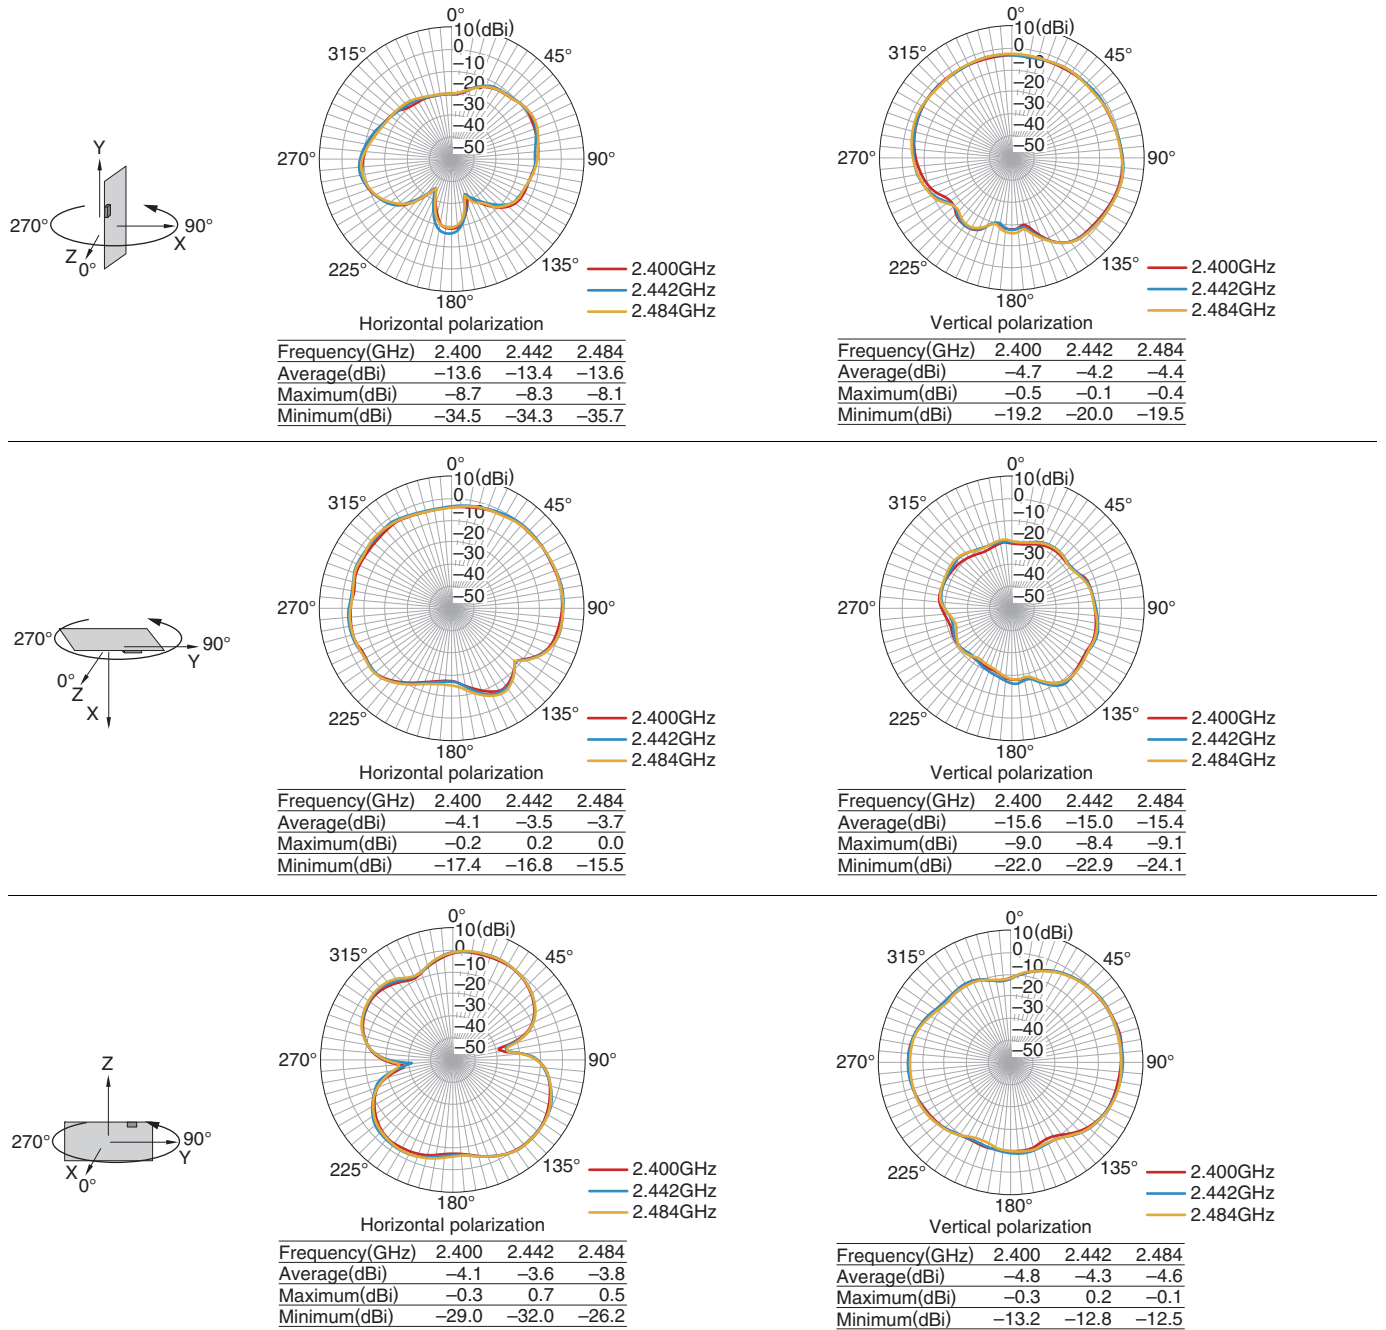 Y
270°
90°
X
Z
0°
0°
10(dBi)
0
−10
−20
−30
−40
−50
315°
45°
270°
90°
225°
135°
180°
2.400GHz
2.442GHz
2.484GHz
Horizontal polarization
Frequency(GHz) 2.400 2.442 2.484
Average(dBi) −13.6 −13.4 −13.6
Maximum(dBi) −8.7 −8.3 −8.1
Minimum(dBi) −34.5 −34.3 −35.7
0°
10(dBi)
0
−10
−20
−30
−40
−50
315°
45°
270°
90°
225°
135°
180°
2.400GHz
2.442GHz
2.484GHz
Vertical polarization
Frequency(GHz) 2.400 2.442 2.484
Average(dBi) −4.7 −4.2 −4.4
Maximum(dBi) −0.5 −0.1 −0.4
Minimum(dBi) −19.2 −20.0 −19.5
270°
90°
Y
0°
Z
X
0°
10(dBi)
0
−10
−20
−30
−40
−50
315°
45°
270°
90°
225°
135°
180°
2.400GHz
2.442GHz
2.484GHz
Horizontal polarization
Frequency(GHz) 2.400 2.442 2.484
Average(dBi) −4.1 −3.5 −3.7
Maximum(dBi) −0.2 0.2 0.0
Minimum(dBi) −17.4 −16.8 −15.5
0°
10(dBi)
0
−10
−20
−30
−40
−50
315°
45°
270°
90°
225°
135°
180°
2.400GHz
2.442GHz
2.484GHz
Vertical polarization
Frequency(GHz) 2.400 2.442 2.484
Average(dBi) −15.6 −15.0 −15.4
Maximum(dBi) −9.0 −8.4 −9.1
Minimum(dBi) −22.0 −22.9 −24.1
Z
270°
90°
Y
X
0°
0°
10(dBi)
0
−10
−20
−30
−40
−50
315°
45°
270°
90°
225°
135°
180°
2.400GHz
2.442GHz
2.484GHz
Horizontal polarization
Frequency(GHz) 2.400 2.442 2.484
Average(dBi) −4.1 −3.6 −3.8
Maximum(dBi) −0.3 0.7 0.5
Minimum(dBi) −29.0 −32.0 −26.2
0°
10(dBi)
0
−10
−20
−30
−40
−50
315°
45°
270°
90°
225°
135°
180°
2.400GHz
2.442GHz
2.484GHz
Vertical polarization
Frequency(GHz) 2.400 2.442 2.484
Average(dBi) −4.8 −4.3 −4.6
Maximum(dBi) −0.3 0.2 −0.1
Minimum(dBi) −13.2 −12.8 −12.5